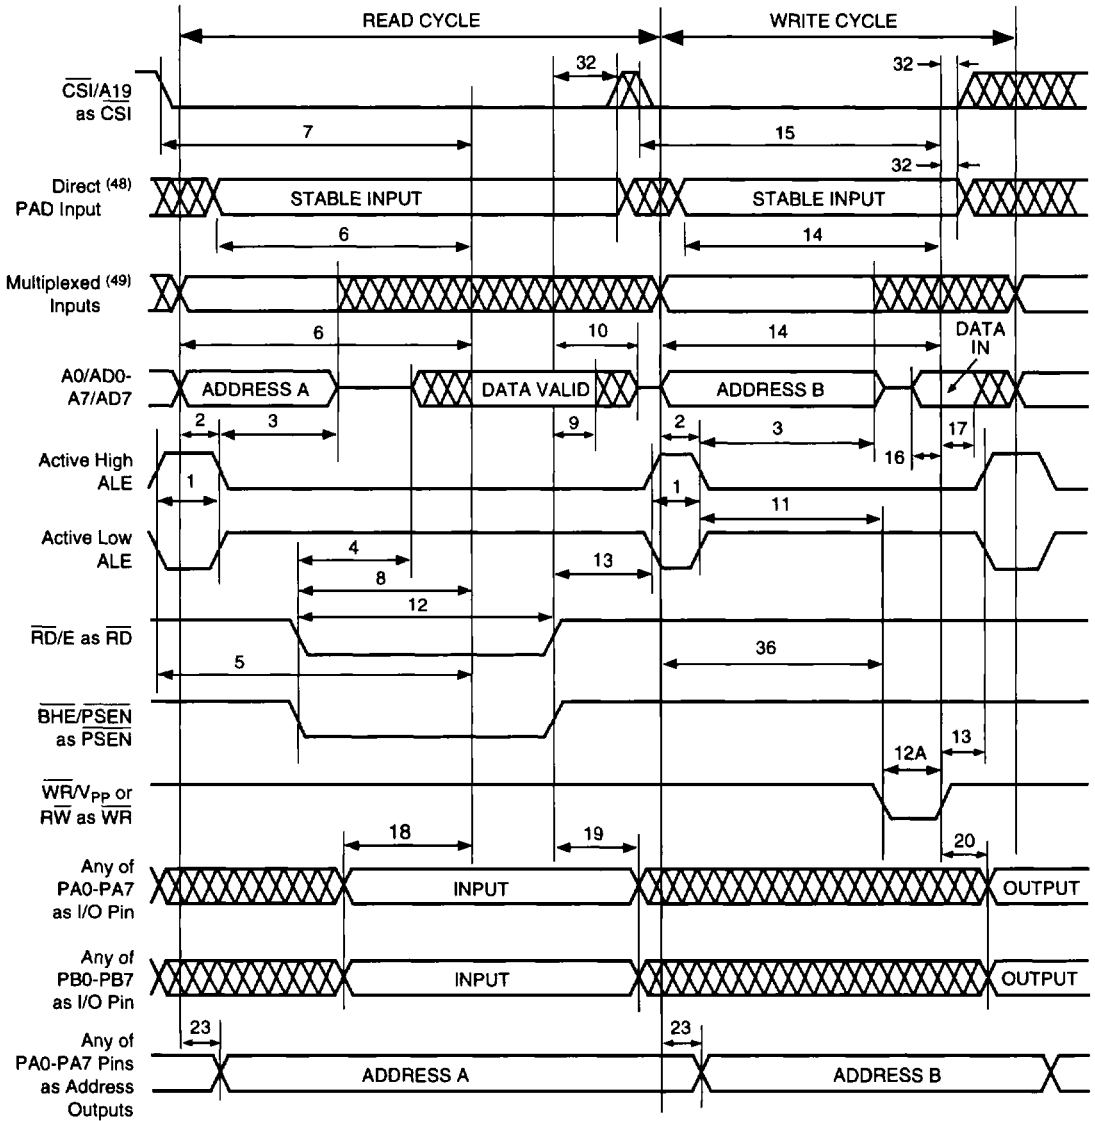 READ CYCLE
WRITE CYCLE
CSI/A19
as CSI
32
32
7
15
Direct (48)
PAD Input
STABLE INPUT
STABLE INPUT
32
6
14
Multiplexed (49)
Inputs
6
10
14
DATA
IN
A0/AD0-
A7/AD7
ADDRESS A
DATA VALID
ADDRESS B
2
3
9
2
3
16
17
Active High
ALE
1
1
11
Active Low
ALE
4
13
8
12
RD/E as RD
5
36
BHE/PSEN
as PSEN
12A
13
WR/VPP or
RW as WR
18
19
20
Any of
PA0-PA7
as I/O Pin
INPUT
OUTPUT
Any of
PB0-PB7
as I/O Pin
INPUT
OUTPUT
23
23
Any of
PA0-PA7 Pins
as Address
Outputs
ADDRESS A
ADDRESS B